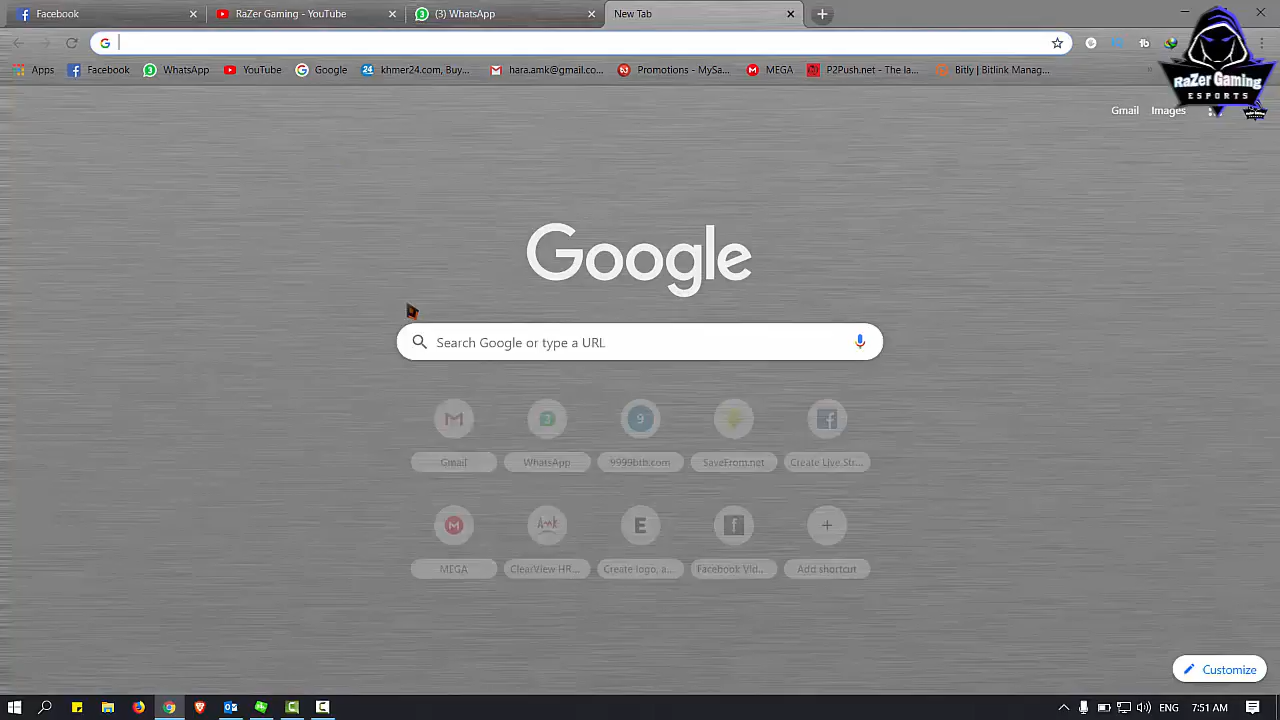 Facebook
RaZer Gaming - YouTube
(3) WhatsApp
New Tab
Apps
Facebook
WhatsApp
YouTube
Google
khmer24.com, Buy...
harc.amk@gmail.co...
Promotions - MyS...
MEGA
P2Push.net - The la...
Bitly | Bitlink Manag...
RaZer Gaming
ESPORTS
Gmail
Images
Google
Search Google or type a URL
Gmail
WhatsApp
9999btb.com
SaveFrom.net
Create Live Str...
MEGA
ClearView HR...
Create logo, a...
Facebook Vid...
Add shortcut
Customize
ENG
7:51 AM